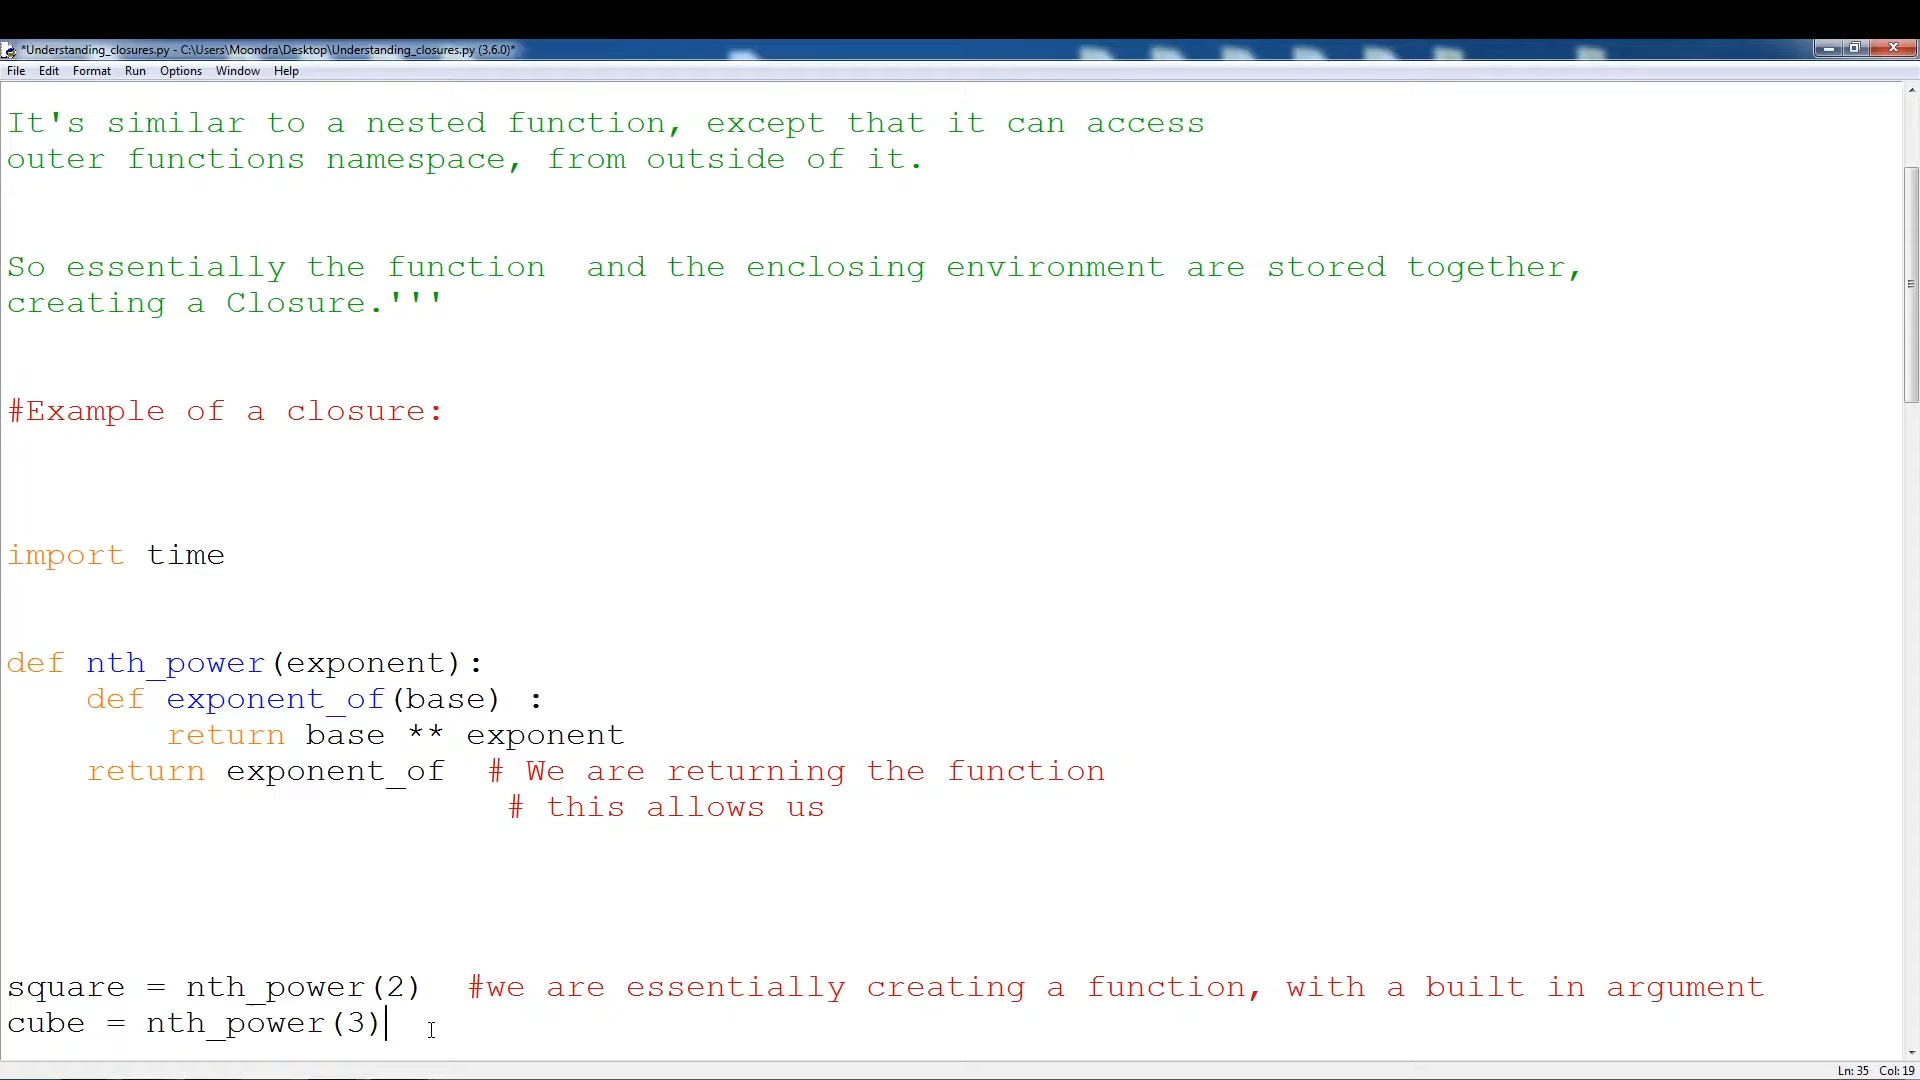 *Understanding_closures.py - C:\Users\Moondra\Desktop\Understanding_closures.py (3.6.0)*
File Edit Format Run Options Window Help
It's similar to a nested function, except that it can access
outer functions namespace, from outside of it.
So essentially the function  and the enclosing environment are stored together,
creating a Closure.'''
#Example of a closure:
import time
def nth_power(exponent):
    def exponent_of(base) :
        return base ** exponent
    return exponent_of  # We are returning the function
                         # this allows us
square = nth_power(2)  #we are essentially creating a function, with a built in argument
cube = nth_power(3)
Ln: 35 Col: 19